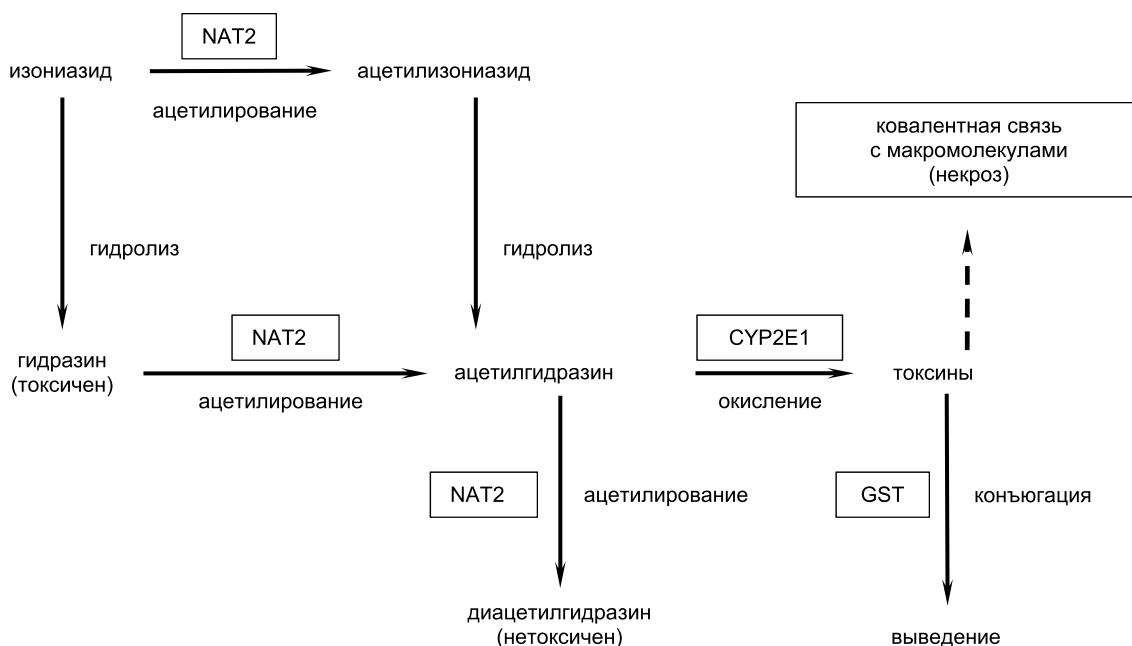 NAT2
изониазид
ацетилизониазид
ацетилирование
ковалентная связь
с макромолекулами
(некроз)
гидролиз
гидролиз
NAT2
CYP2E1
гидразин
(токсичен)
ацетилгидразин
токсины
ацетилирование
окисление
NAT2
ацетилирование
GST
конъюгация
диацетилгидразин
(нетоксичен)
выведение